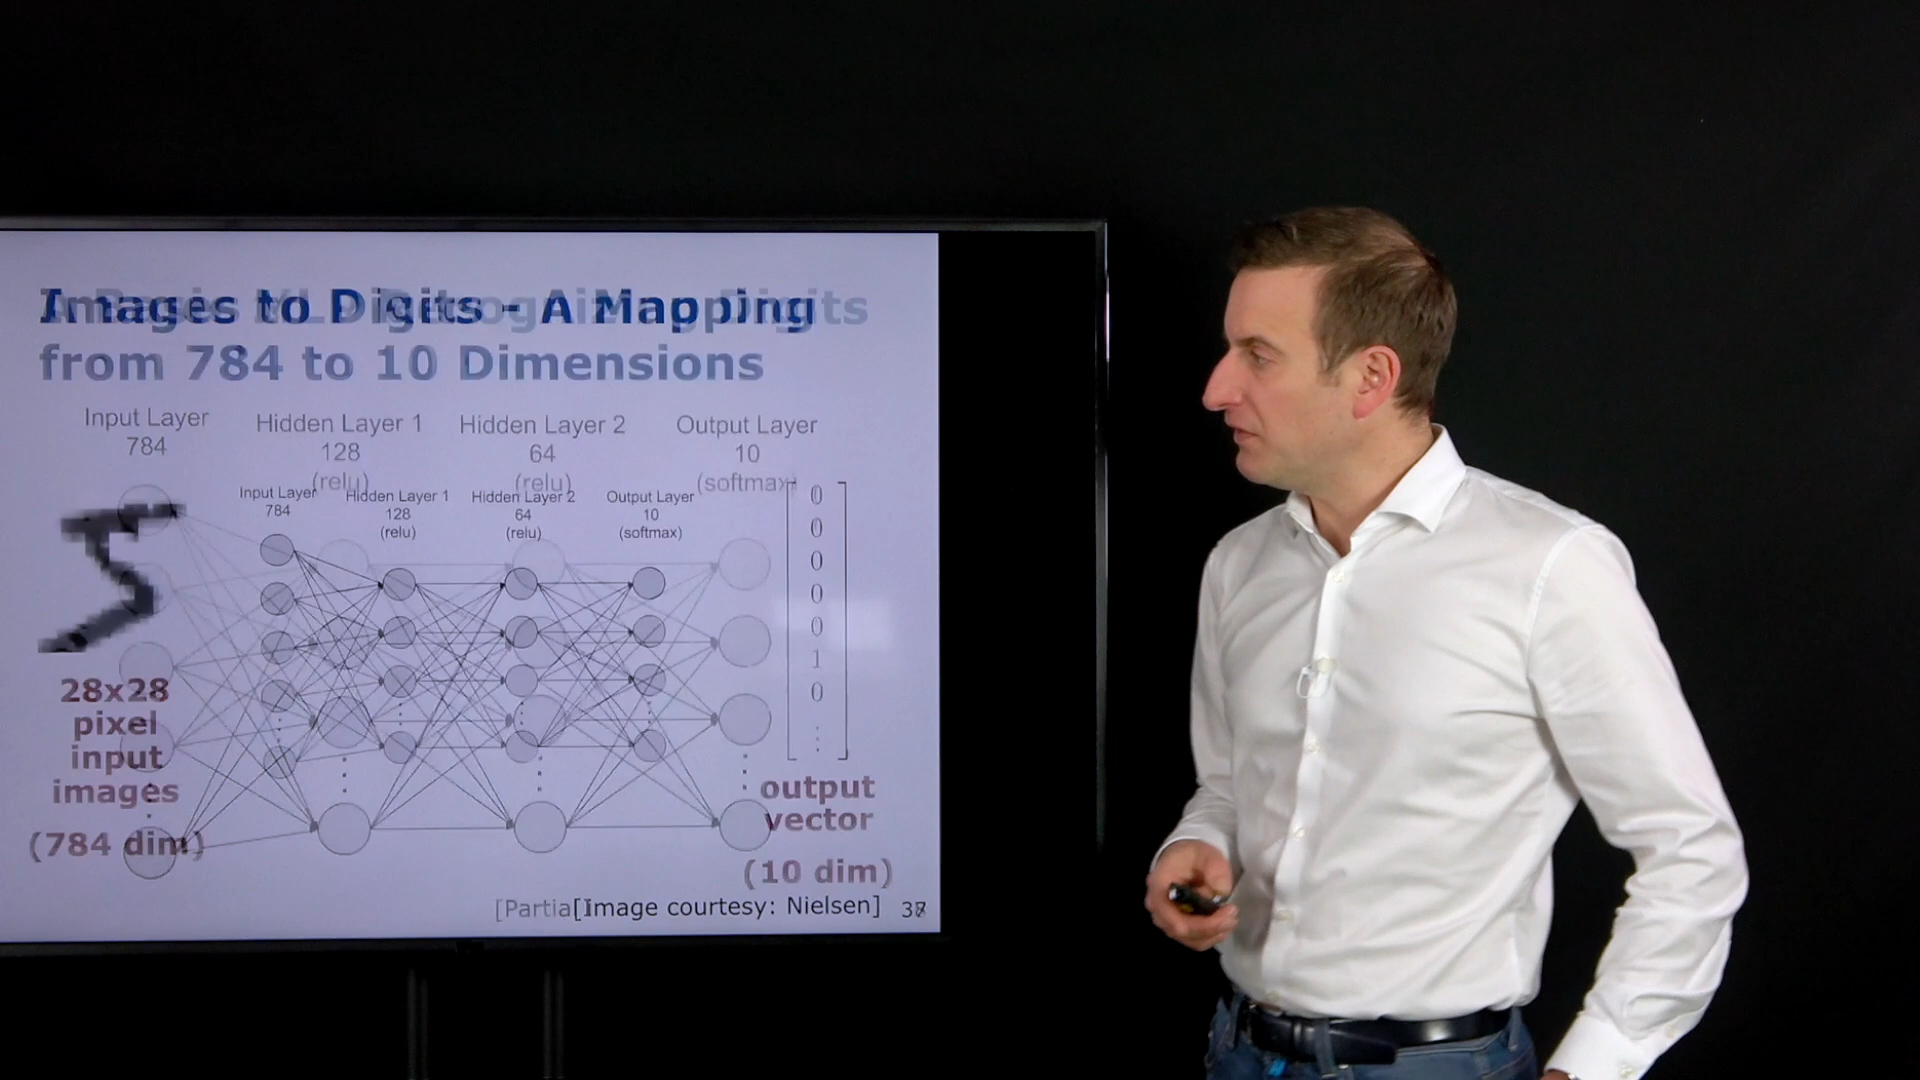 Images to Digits - A Mapping
from 784 to 10 Dimensions
Input Layer
784
Hidden Layer 1
128
(relu)
Hidden Layer 2
64
(relu)
Output Layer
10
(softmax)
Input Layer
784
Hidden Layer 1
128
(relu)
Hidden Layer 2
64
(relu)
Output Layer
10
(softmax)
0
0
0
0
0
1
0
28x28
pixel
input
images
(784 dim)
output
vector
(10 dim)
[Image courtesy: Nielsen]